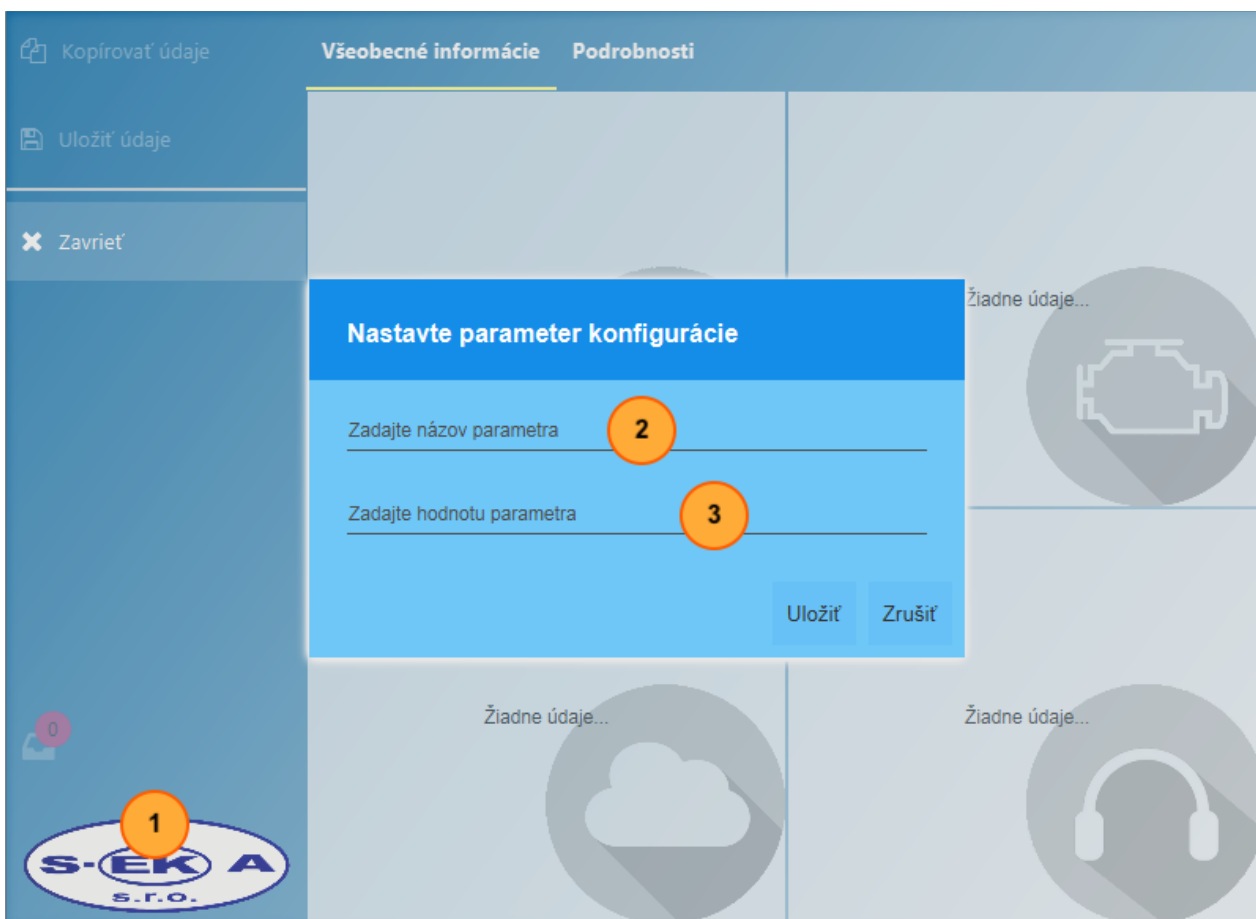 Kopírovať údaje
Všeobecné informácie
Podrobnosti
Uložiť údaje
Zavrieť
Žiadne údaje...
Nastavte parameter konfigurácie
Zadajte názov parametra
2
Zadajte hodnotu parametra
3
Uložiť
Zrušiť
Žiadne údaje...
Žiadne údaje...
0
1
S-EKA
s.r.o.